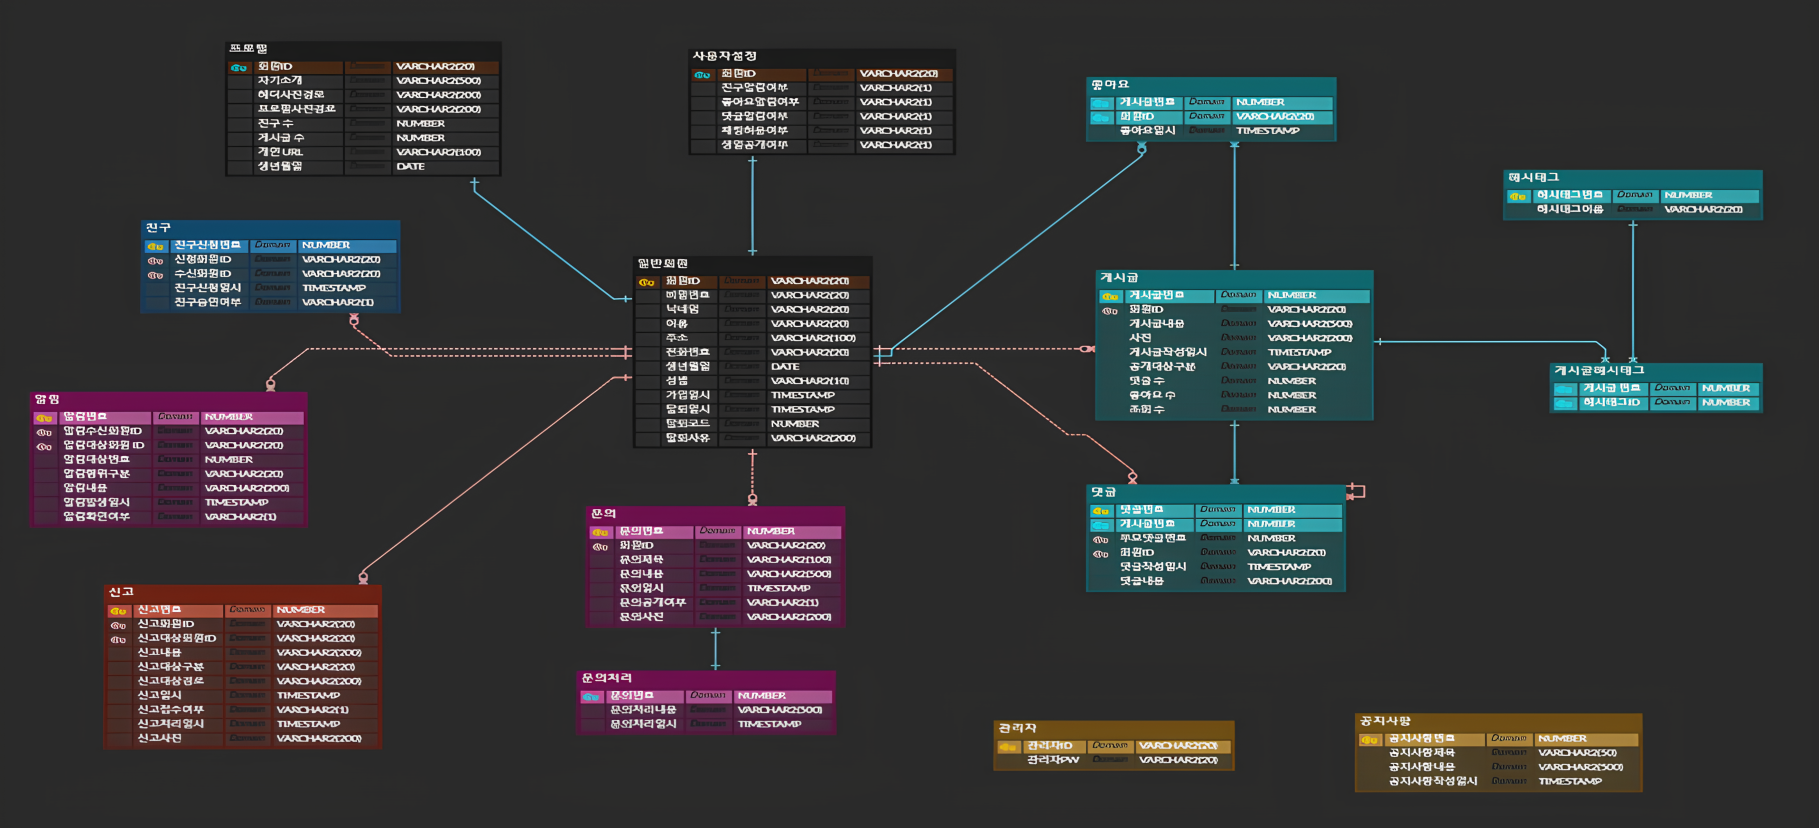 프로필
회원ID Domain VARCHAR2(20)
자기소개 Domain VARCHAR2(500)
헤더사진경로 Domain VARCHAR2(200)
프로필사진경로 Domain VARCHAR2(200)
친구 수 Domain NUMBER
게시글 수 Domain NUMBER
개인 URL Domain VARCHAR2(100)
생년월일 Domain DATE
사용자설정
회원ID Domain VARCHAR2(20)
친구알림여부 Domain VARCHAR2(1)
좋아요알림여부 Domain VARCHAR2(1)
댓글알림여부 Domain VARCHAR2(1)
채팅허용여부 Domain VARCHAR2(1)
생일공개여부 Domain VARCHAR2(1)
좋아요
게시글번호 Domain NUMBER
회원ID Domain VARCHAR2(20)
좋아요일시 Domain TIMESTAMP
해시태그
해시태그번호 Domain NUMBER
해시태그이름 Domain VARCHAR2(20)
친구
친구신청번호 Domain NUMBER
신청회원ID Domain VARCHAR2(20)
수신회원ID Domain VARCHAR2(20)
친구신청일시 Domain TIMESTAMP
친구승인여부 Domain VARCHAR2(1)
일반회원
회원ID Domain VARCHAR2(20)
비밀번호 Domain VARCHAR2(20)
닉네임 Domain VARCHAR2(20)
이름 Domain VARCHAR2(20)
주소 Domain VARCHAR2(100)
전화번호 Domain VARCHAR2(20)
생년월일 Domain DATE
성별 Domain VARCHAR2(10)
가입일시 Domain TIMESTAMP
탈퇴일시 Domain TIMESTAMP
탈퇴코드 Domain NUMBER
탈퇴사유 Domain VARCHAR2(200)
게시글
게시글번호 Domain NUMBER
회원ID Domain VARCHAR2(20)
게시글내용 Domain VARCHAR2(500)
사진 Domain VARCHAR2(200)
게시글작성일시 Domain TIMESTAMP
공개대상구분 Domain VARCHAR2(20)
댓글 수 Domain NUMBER
좋아요 수 Domain NUMBER
조회 수 Domain NUMBER
게시글해시태그
게시글 번호 Domain NUMBER
해시태그ID Domain NUMBER
알림
알림번호 Domain NUMBER
알림수신회원ID Domain VARCHAR2(20)
알림대상회원 ID Domain VARCHAR2(20)
알림대상번호 Domain NUMBER
알림행위구분 Domain VARCHAR2(20)
알림내용 Domain VARCHAR2(200)
알림발생일시 Domain TIMESTAMP
알림확인여부 Domain VARCHAR2(1)
댓글
댓글번호 Domain NUMBER
게시글번호 Domain NUMBER
부모댓글번호 Domain NUMBER
회원ID Domain VARCHAR2(20)
댓글작성일시 Domain TIMESTAMP
댓글내용 Domain VARCHAR2(200)
문의
문의번호 Domain NUMBER
회원ID Domain VARCHAR2(20)
문의제목 Domain VARCHAR2(100)
문의내용 Domain VARCHAR2(500)
문의일시 Domain TIMESTAMP
문의공개여부 Domain VARCHAR2(1)
문의사진 Domain VARCHAR2(200)
신고
신고번호 Domain NUMBER
신고회원ID Domain VARCHAR2(20)
신고대상회원ID Domain VARCHAR2(20)
신고내용 Domain VARCHAR2(200)
신고대상구분 Domain VARCHAR2(20)
신고대상경로 Domain VARCHAR2(200)
신고일시 Domain TIMESTAMP
신고접수여부 Domain VARCHAR2(1)
신고처리일시 Domain TIMESTAMP
신고사진 Domain VARCHAR2(200)
문의처리
문의번호 Domain NUMBER
문의처리내용 Domain VARCHAR2(500)
문의처리일시 Domain TIMESTAMP
관리자
관리자ID Domain VARCHAR2(20)
관리자PW Domain VARCHAR2(20)
공지사항
공지사항번호 Domain NUMBER
공지사항제목 Domain VARCHAR2(50)
공지사항내용 Domain VARCHAR2(500)
공지사항작성일시 Domain TIMESTAMP